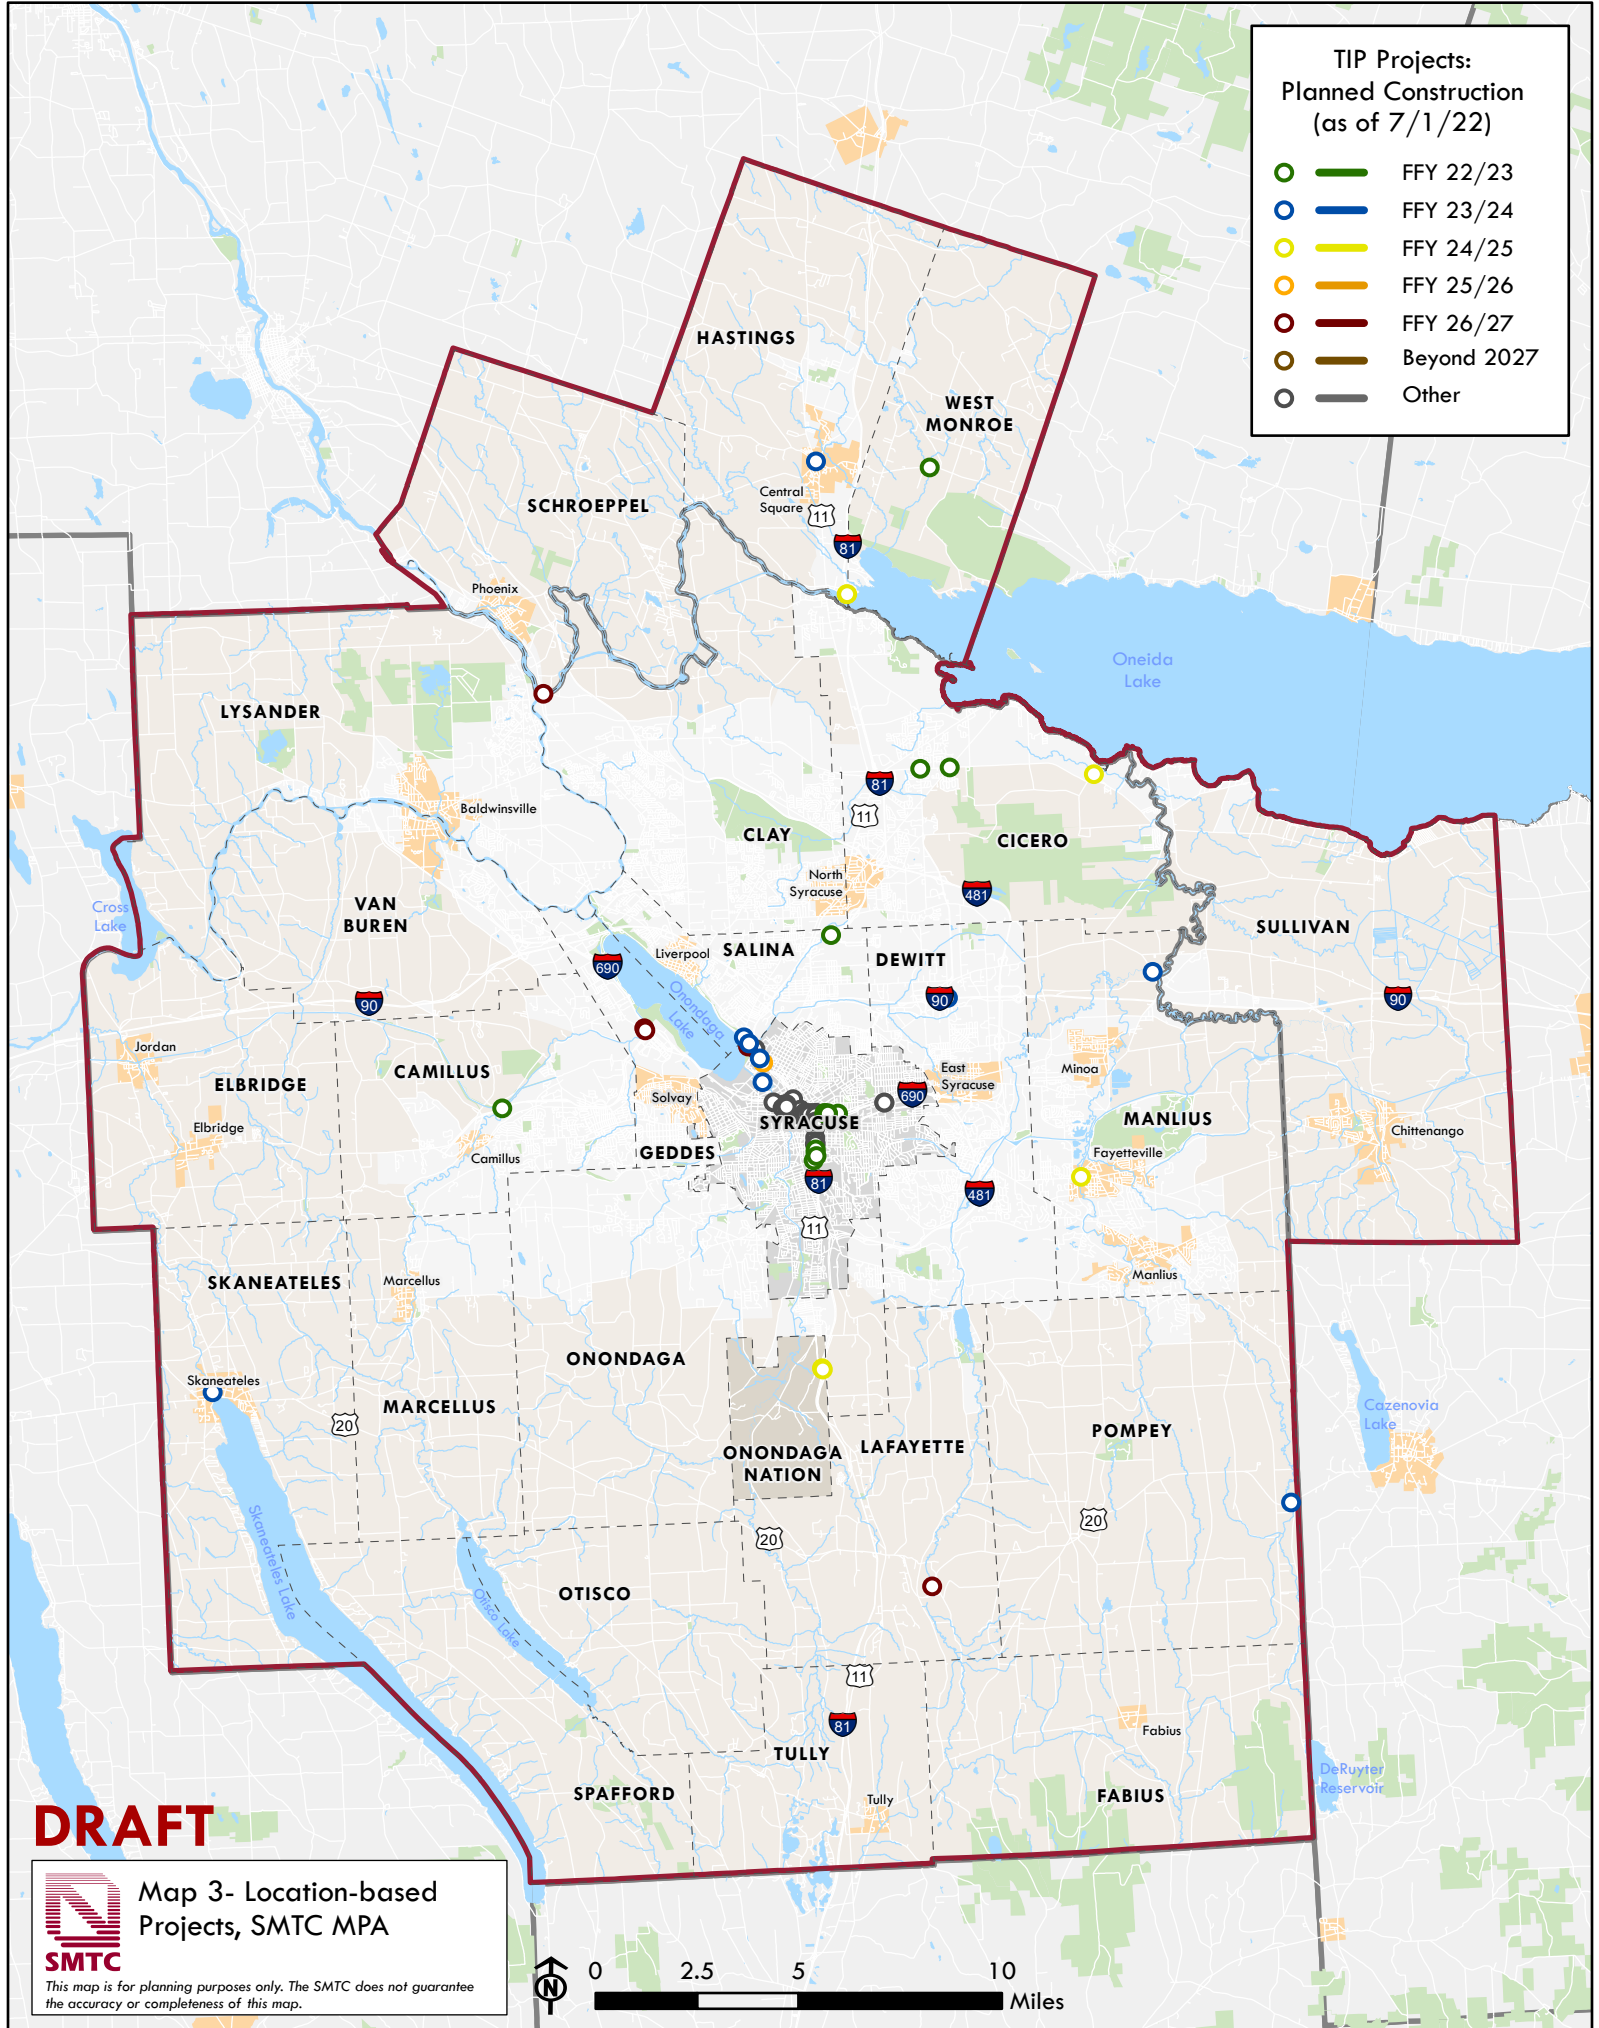 TIP Projects:
Planned Construction
(as of 7/1/22)
FFY 22/23
FFY 23/24
FFY 24/25
FFY 25/26
FFY 26/27
Beyond 2027
Other
HASTINGS
WEST
MONROE
SCHROEPPEL
Central
Square
11
81
Phoenix
Oneida
Lake
LYSANDER
81
11
Baldwinsville
CLAY
CICERO
North
Syracuse
481
Cross
Lake
VAN
BUREN
SULLIVAN
Liverpool
SALINA
DEWITT
690
90
90
90
Onondaga
Lake
Jordan
CAMILLUS
ELBRIDGE
East
Syracuse
Minoa
690
Solvay
SYRACUSE
MANLIUS
Elbridge
Chittenango
Camillus
GEDDES
Fayetteville
81
481
11
SKANEATELES
Marcellus
Manlius
ONONDAGA
Skaneateles
MARCELLUS
20
Cazenovia
Lake
POMPEY
ONONDAGA
NATION
LAFAYETTE
20
20
Skaneateles Lake
Otisco Lake
OTISCO
11
81
Fabius
TULLY
DeRuyter
Reservoir
SPAFFORD
Tully
FABIUS
DRAFT
Map 3- Location-based
Projects, SMTC MPA
SMTC
This map is for planning purposes only. The SMTC does not guarantee
the accuracy or completeness of this map.
N
0 2.5 5 10
Miles